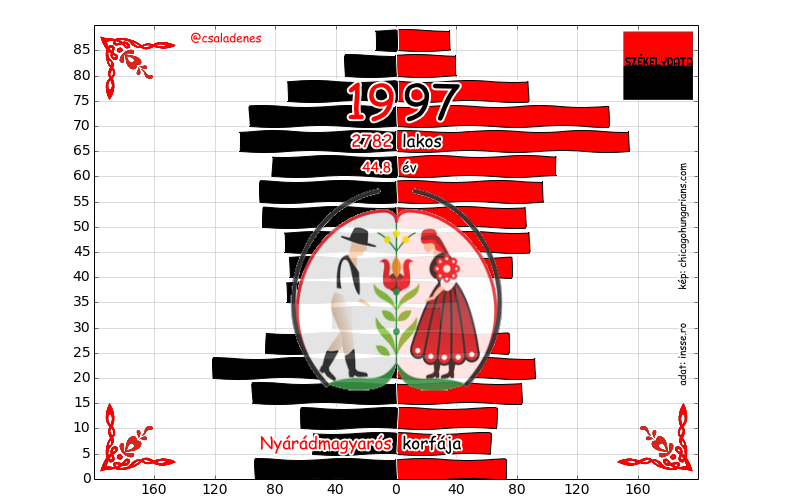 @csaladenes
SZÉKELYDATA
1997
2782 lakos
44.8 év
kép: chicagohungarians.com
adat: insse.ro
Nyárádmagyarós korfája
85
80
75
70
65
60
55
50
45
40
35
30
25
20
15
10
5
0
160 120 80 40 0 40 80 120 160